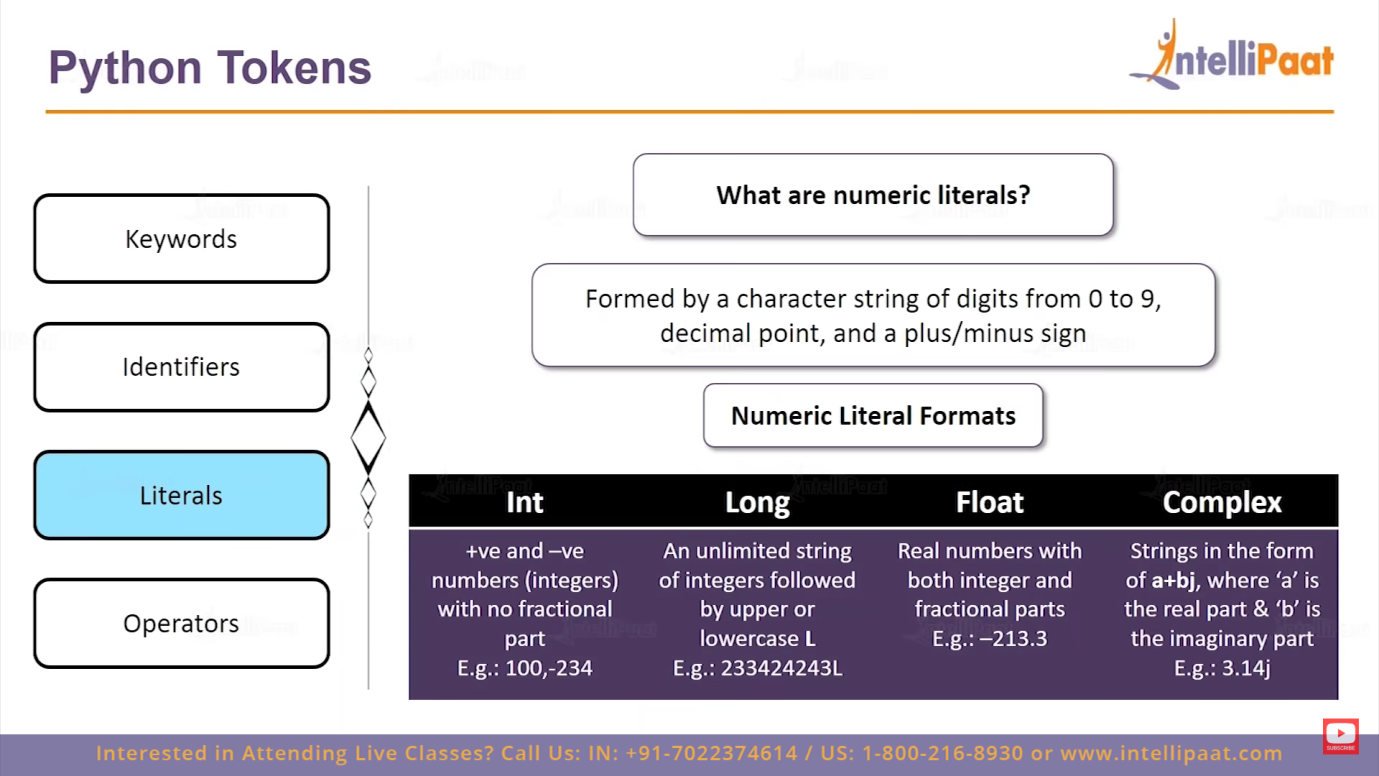 Python Tokens
IntelliPaat
Keywords
Identifiers
Literals
Operators
What are numeric literals?
Formed by a character string of digits from 0 to 9,
decimal point, and a plus/minus sign
Numeric Literal Formats
Int
+ve and –ve
numbers (integers)
with no fractional
part
E.g.: 100,-234
Long
An unlimited string
of integers followed
by upper or
lowercase L
E.g.: 233424243L
Float
Real numbers with
both integer and
fractional parts
E.g.: –213.3
Complex
Strings in the form
of a+bj, where ‘a’ is
the real part & ‘b’ is
the imaginary part
E.g.: 3.14j
SUBSCRIBE
Interested in Attending Live Classes? Call Us: IN: +91-7022374614 / US: 1-800-216-8930 or www.intellipaat.com